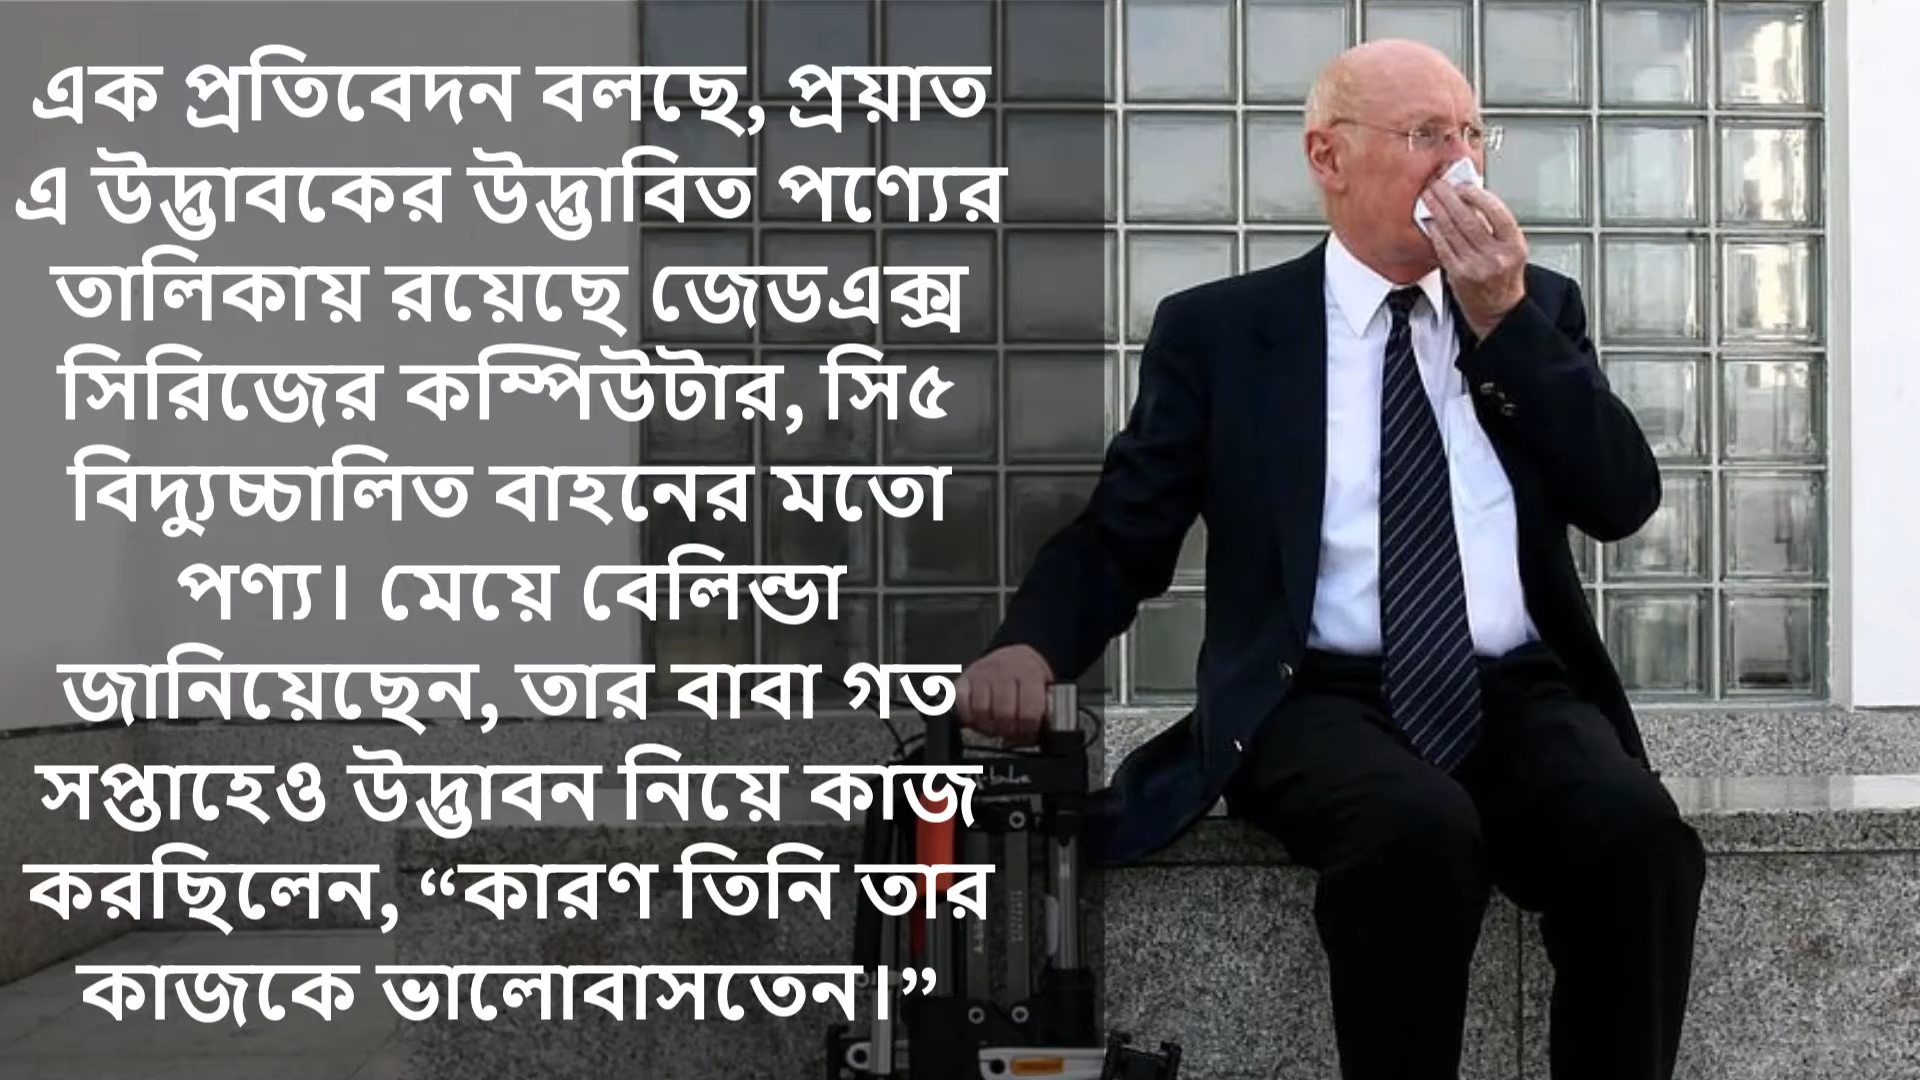 এক প্রতিবেদন বলছে, প্রয়াত
এ উদ্ভাবকের উদ্ভাবিত পণ্যের
তালিকায় রয়েছে জেডএক্স
সিরিজের কম্পিউটার, সি৫
বিদ্যুচ্চালিত বাহনের মতো
পণ্য। মেয়ে বেলিন্ডা
জানিয়েছেন, তার বাবা গত
সপ্তাহেও উদ্ভাবন নিয়ে কাজ
করছিলেন, “কারণ তিনি তার
কাজকে ভালোবাসতেন।”